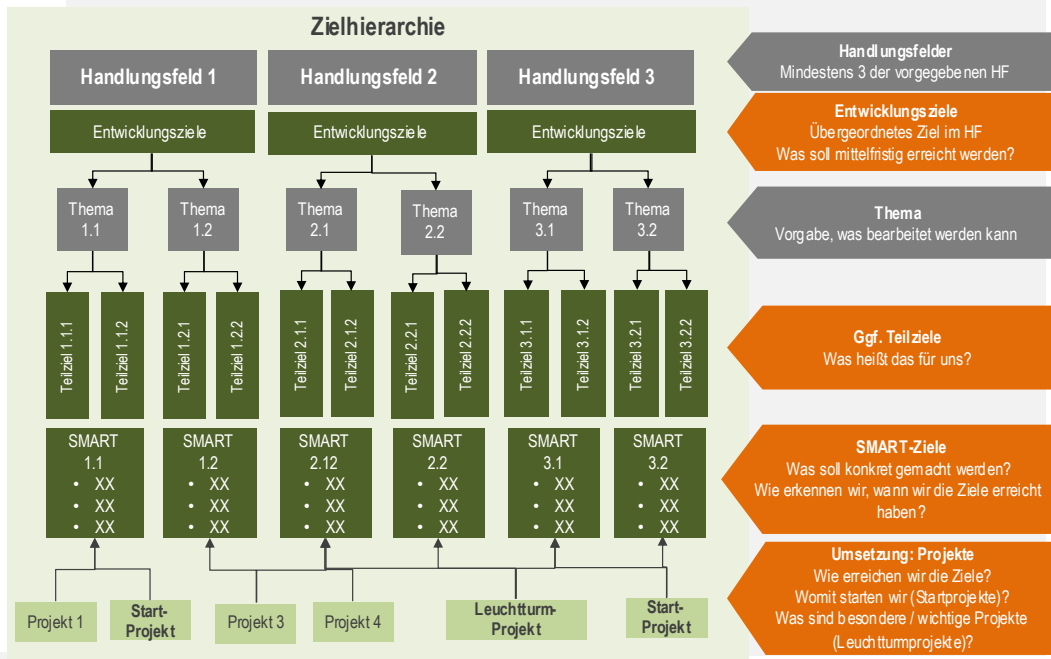 Zielhierarchie
Handlungsfeld 1
Handlungsfeld 2
Handlungsfeld 3
Handlungsfelder
Mindestens 3 der vorgegebenen HF
Entwicklungsziele
Entwicklungsziele
Entwicklungsziele
Entwicklungsziele
Übergeordnetes Ziel im HF
Was soll mittelfristig erreicht werden?
Thema
1.1
Thema
1.2
Thema
2.1
Thema
2.2
Thema
3.1
Thema
3.2
Thema
Vorgabe, was bearbeitet werden kann
Teilziel 1.1.1
Teilziel 1.1.2
Teilziel 1.2.1
Teilziel 1.2.2
Teilziel 2.1.1
Teilziel 2.1.2
Teilziel 2.2.1
Teilziel 2.2.2
Teilziel 3.1.1
Teilziel 3.1.2
Teilziel 3.2.1
Teilziel 3.2.2
Ggf. Teilziele
Was heißt das für uns?
SMART
1.1
• XX
• XX
• XX
SMART
1.2
• XX
• XX
• XX
SMART
2.12
• XX
• XX
• XX
SMART
2.2
• XX
• XX
• XX
SMART
3.1
• XX
• XX
• XX
SMART
3.2
• XX
• XX
• XX
SMART-Ziele
Was soll konkret gemacht werden?
Wie erkennen wir, wann wir die Ziele erreicht
haben?
Projekt 1
Start-
Projekt
Projekt 3
Projekt 4
Leuchtturm-
Projekt
Start-
Projekt
Umsetzung: Projekte
Wie erreichen wir die Ziele?
Womit starten wir (Startprojekte)?
Was sind besondere / wichtige Projekte
(Leuchtturmprojekte)?